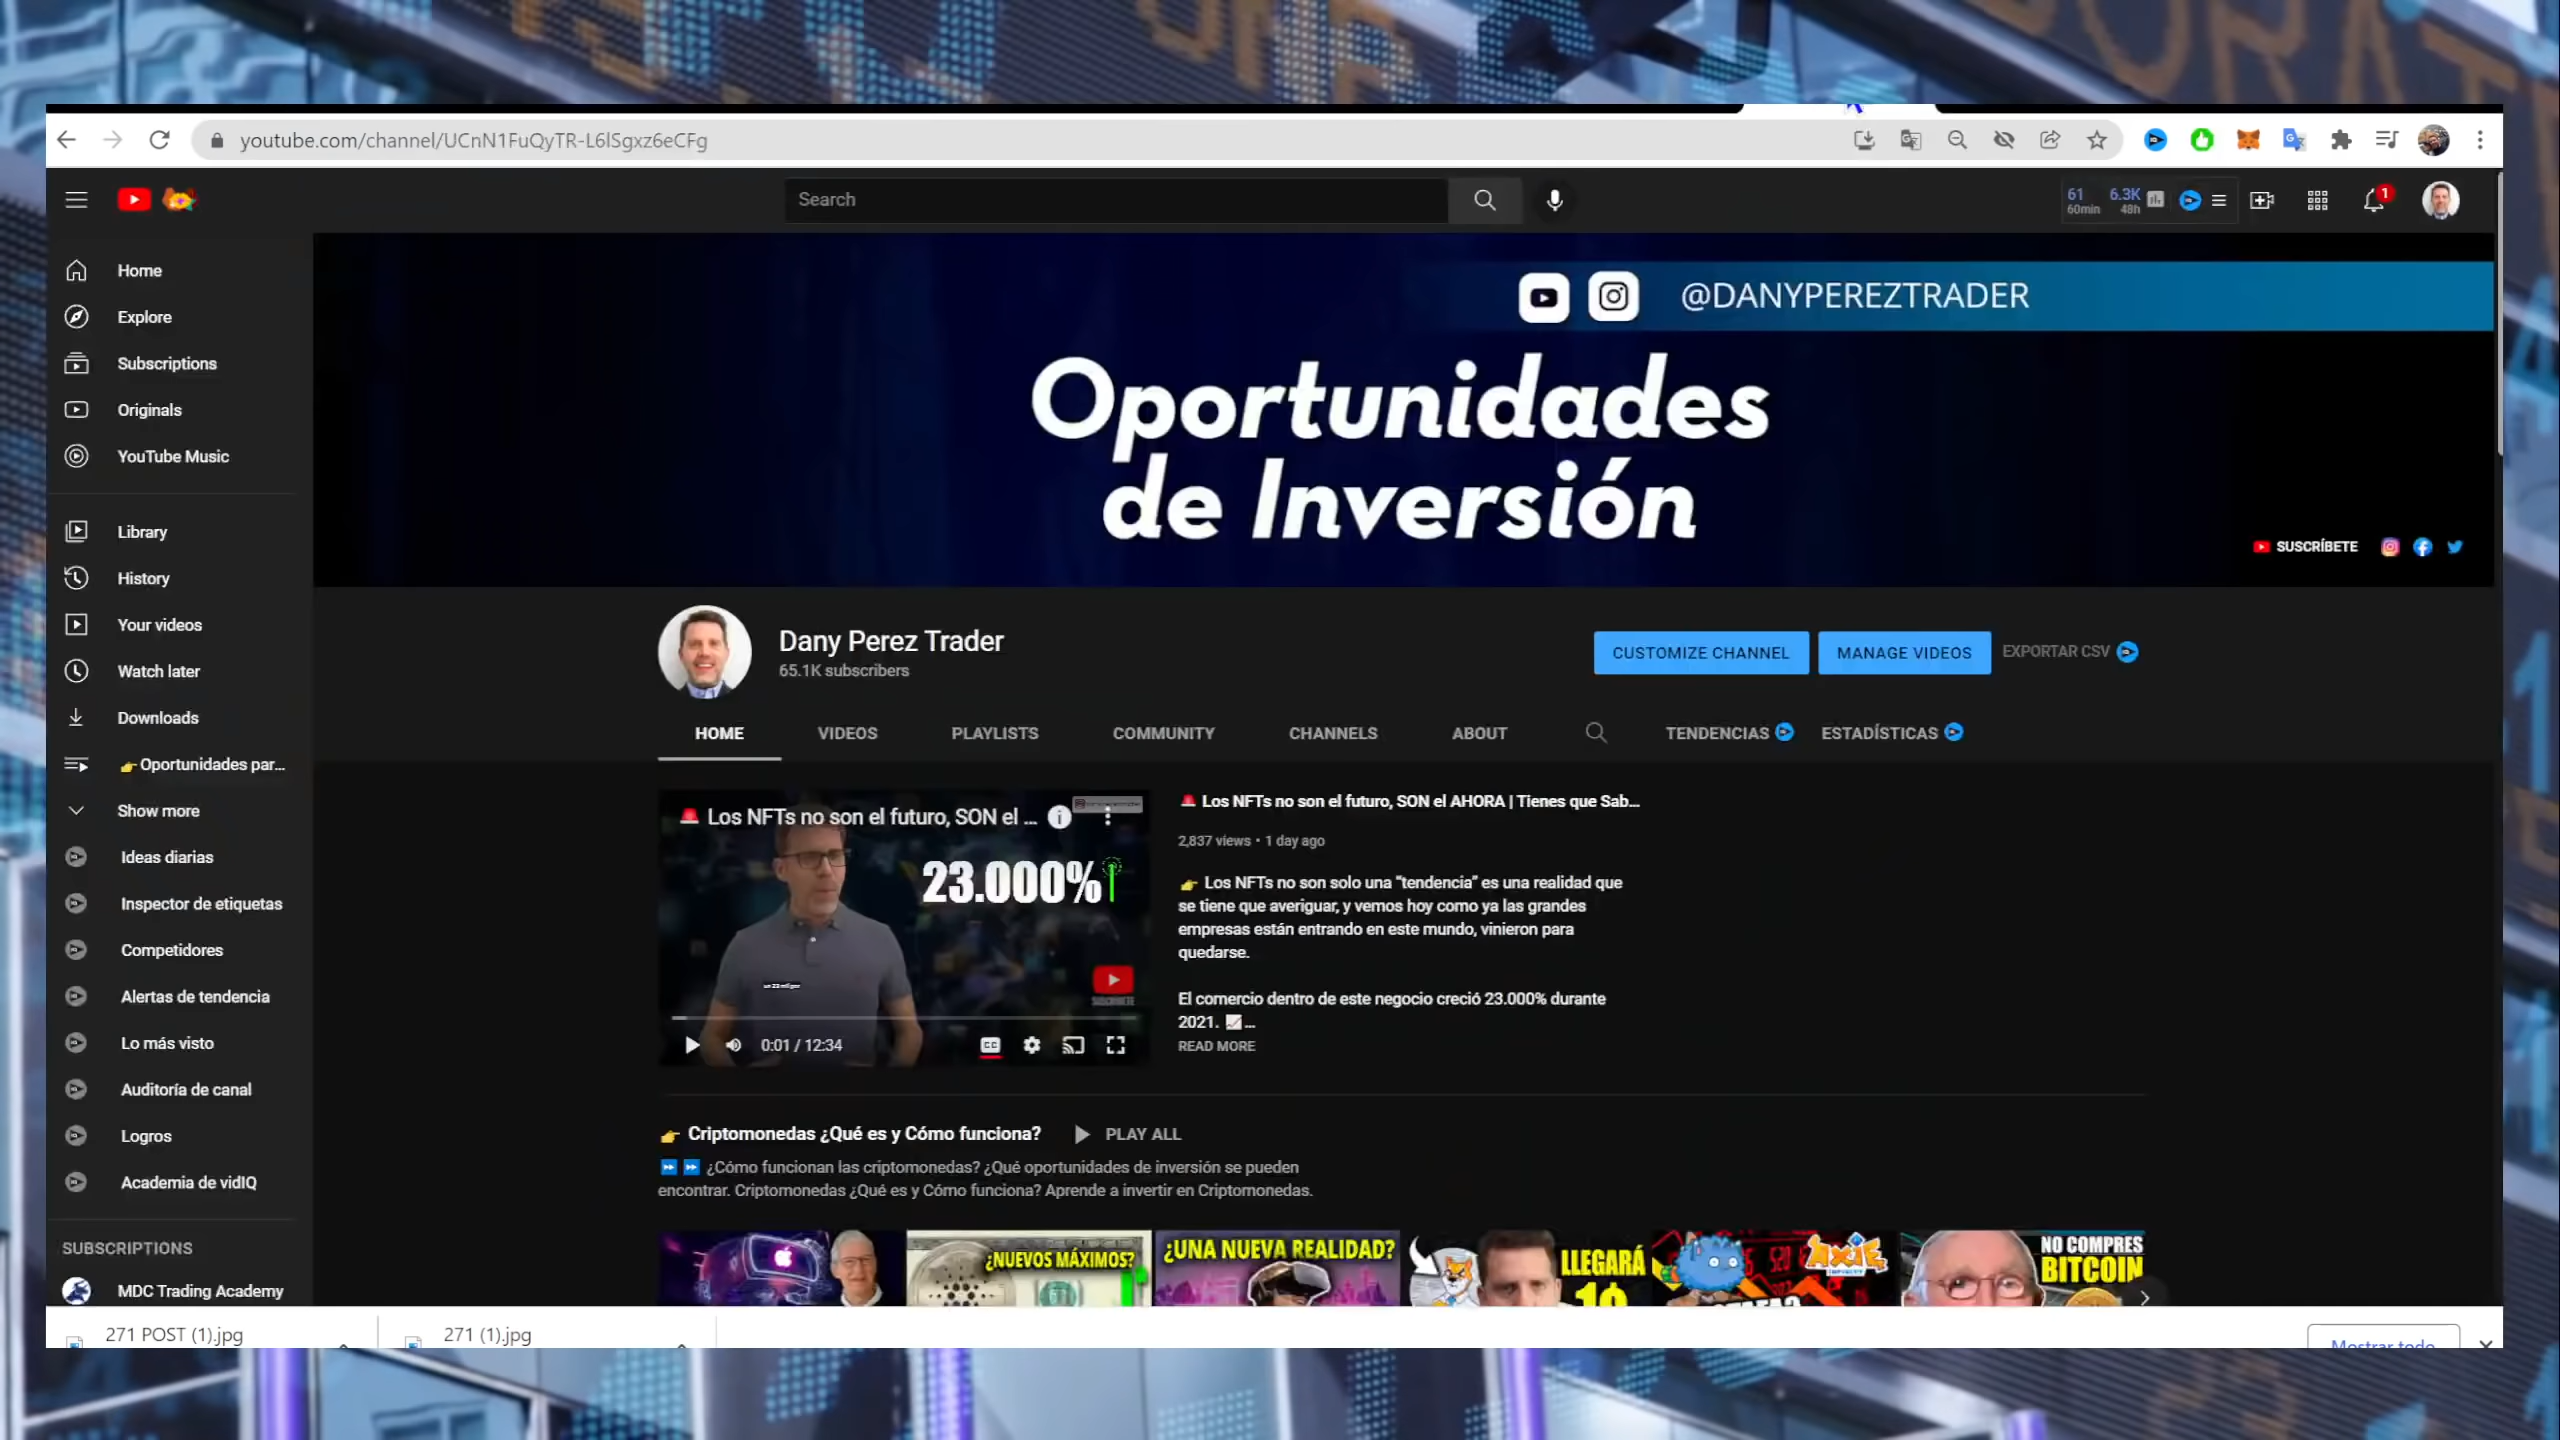 youtube.com/channel/UCnN1FuQyTR-L6lSgxz6eCFg
Search
61
60min
6.3K
48h
1
Home
Explore
Subscriptions
Originals
YouTube Music
Library
History
Your videos
Watch later
Downloads
👉 Oportunidades par...
Show more
Ideas diarias
Inspector de etiquetas
Competidores
Alertas de tendencia
Lo más visto
Auditoría de canal
Logros
Academia de vidIQ
SUBSCRIPTIONS
MDC Trading Academy
@DANYPEREZTRADER
Oportunidades
de Inversión
SUSCRÍBETE
Dany Perez Trader
65.1K subscribers
CUSTOMIZE CHANNEL
MANAGE VIDEOS
EXPORTAR CSV
HOME
VIDEOS
PLAYLISTS
COMMUNITY
CHANNELS
ABOUT
TENDENCIAS
ESTADÍSTICAS
🚨 Los NFTs no son el futuro, SON el ...
23.000%
SUSCRIBETE
0:01 / 12:34
🚨 Los NFTs no son el futuro, SON el AHORA | Tienes que Sab...
2,837 views • 1 day ago
👉 Los NFTs no son solo una “tendencia” es una realidad que
se tiene que averiguar, y vemos hoy como ya las grandes
empresas están entrando en este mundo, vinieron para
quedarse.
El comercio dentro de este negocio creció 23.000% durante
2021. 📈...
READ MORE
👉 Criptomonedas ¿Qué es y Cómo funciona?
PLAY ALL
⏩ ⏩ ¿Cómo funcionan las criptomonedas? ¿Qué oportunidades de inversión se pueden
encontrar. Criptomonedas ¿Qué es y Cómo funciona? Aprende a invertir en Criptomonedas.
¿NUEVOS MÁXIMOS?
¿UNA NUEVA REALIDAD?
LLEGARÁ
AXIE
NO COMPRES
BITCOIN
271 POST (1).jpg
271 (1).jpg
Mostrar todo